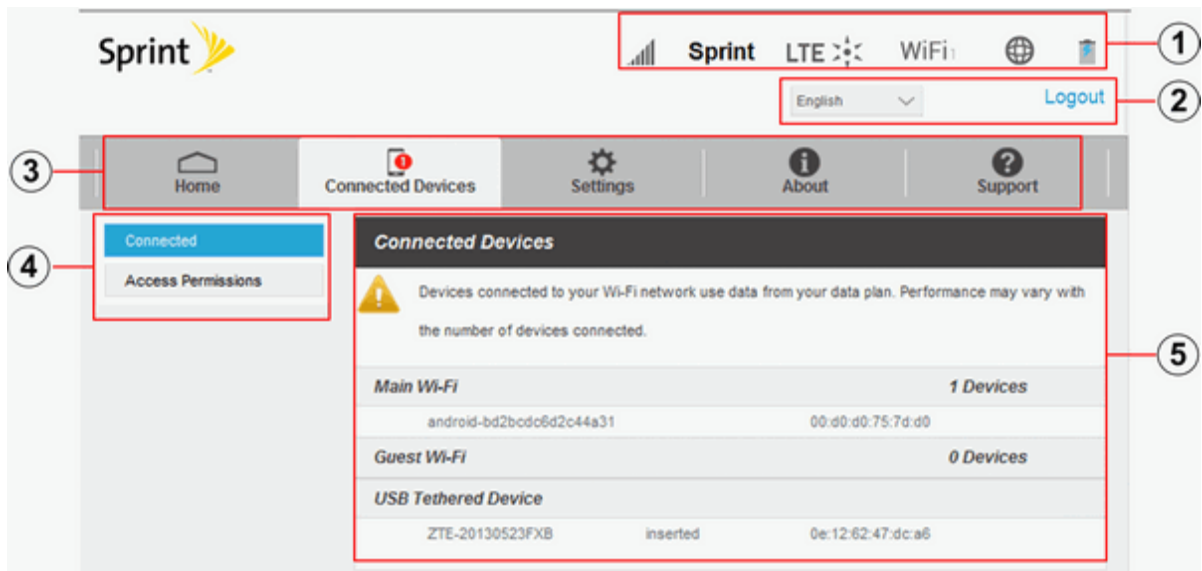 Sprint
Sprint LTE WiFi 1
1
English Logout
2
3
1
Home Connected Devices Settings About Support
4
Connected
Access Permissions
Connected Devices
Devices connected to your Wi-Fi network use data from your data plan. Performance may vary with
the number of devices connected.
5
Main Wi-Fi 1 Devices
android-bd2bcdc6d2c44a31 00:d0:d0:75:7d:d0
Guest Wi-Fi 0 Devices
USB Tethered Device
ZTE-20130523FXB inserted 0e:12:62:47:dc:a6